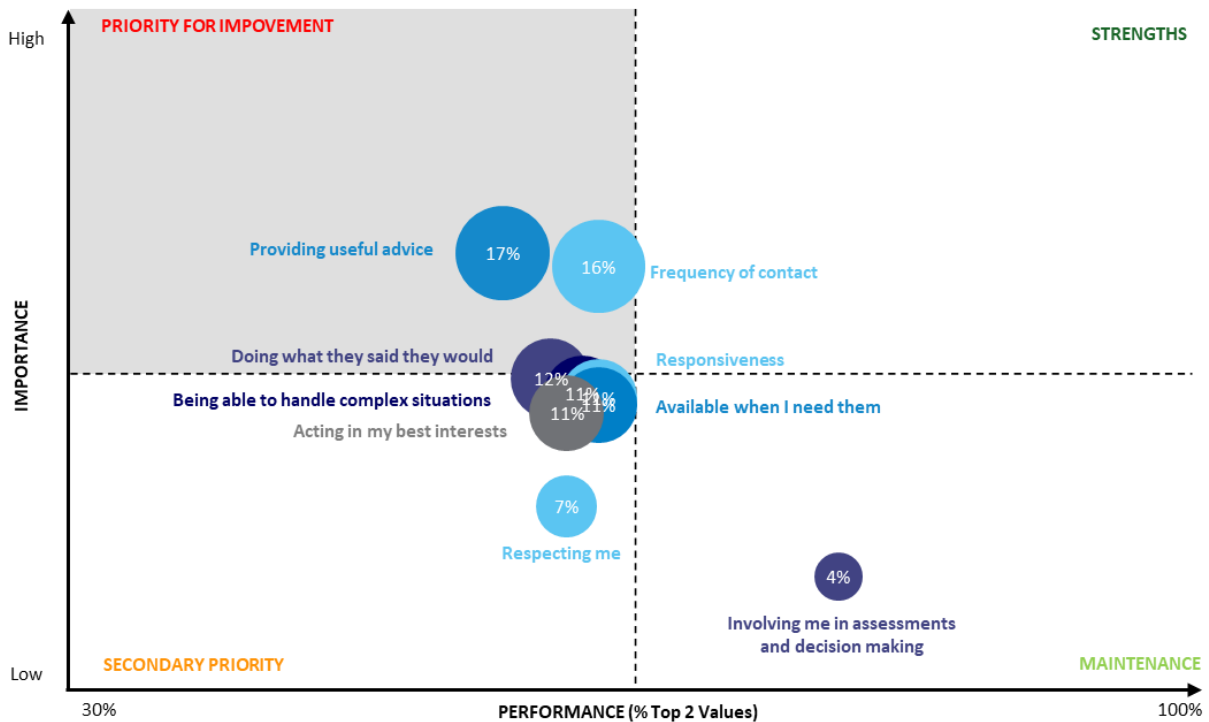 PRIORITY FOR IMPOVEMENT
STRENGTHS
High
Providing useful advice
17%
16%
Frequency of contact
Doing what they said they would
Responsiveness
12%
Being able to handle complex situations
11%
11%
11%
Available when I need them
11%
Acting in my best interests
IMPORTANCE
7%
Respecting me
4%
Involving me in assessments
and decision making
SECONDARY PRIORITY
MAINTENANCE
Low
30%
PERFORMANCE (% Top 2 Values)
100%